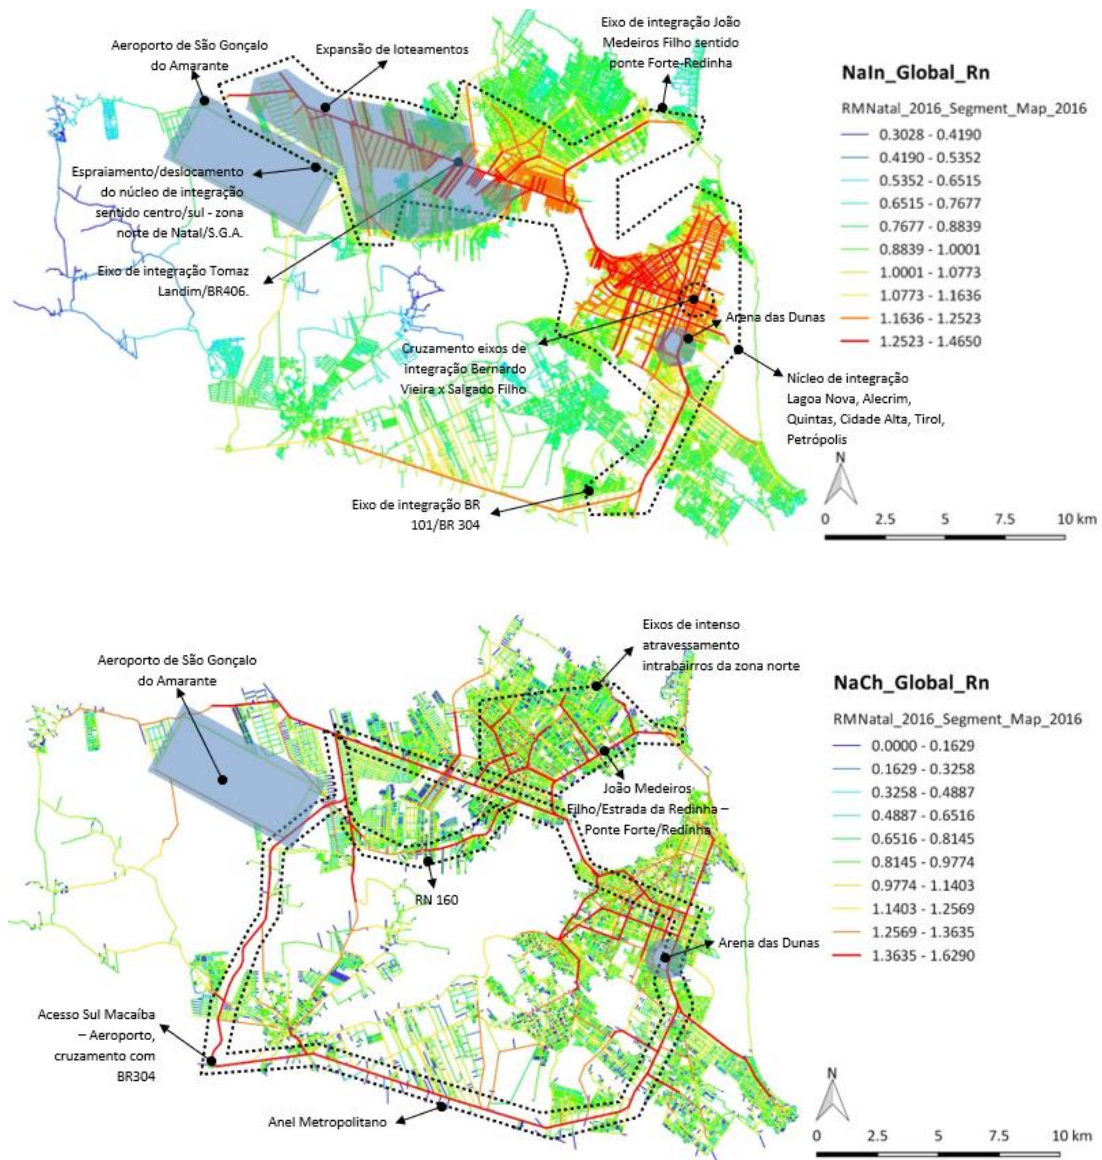 Aeroporto de São Gonçalo
do Amarante
Expansão de loteamentos
Eixo de integração João
Medeiros Filho sentido
ponte Forte-Redinha
Espraiamento/deslocamento
do núcleo de integração
sentido centro/sul - zona
norte de Natal/S.G.A.
Eixo de integração Tomaz
Landim/BR406.
Cruzamento eixos de
integração Bernardo
Vieira x Salgado Filho
Arena das Dunas
Núcleo de integração
Lagoa Nova, Alecrim,
Quintas, Cidade Alta, Tirol,
Petrópolis
Eixo de integração BR
101/BR 304
NaIn_Global_Rn
RMNatal_2016_Segment_Map_2016
0.3028 - 0.4190
0.4190 - 0.5352
0.5352 - 0.6515
0.6515 - 0.7677
0.7677 - 0.8839
0.8839 - 1.0001
1.0001 - 1.0773
1.0773 - 1.1636
1.1636 - 1.2523
1.2523 - 1.4650
N
0 2.5 5 7.5 10 km
Aeroporto de São Gonçalo
do Amarante
Eixos de intenso
atravessamento
intrabairros da zona norte
João Medeiros
Filho/Estrada da Redinha –
Ponte Forte/Redinha
RN 160
Arena das Dunas
Acesso Sul Macaíba
– Aeroporto,
cruzamento com
BR304
Anel Metropolitano
NaCh_Global_Rn
RMNatal_2016_Segment_Map_2016
0.0000 - 0.1629
0.1629 - 0.3258
0.3258 - 0.4887
0.4887 - 0.6516
0.6516 - 0.8145
0.8145 - 0.9774
0.9774 - 1.1403
1.1403 - 1.2569
1.2569 - 1.3635
1.3635 - 1.6290
N
0 2.5 5 7.5 10 km